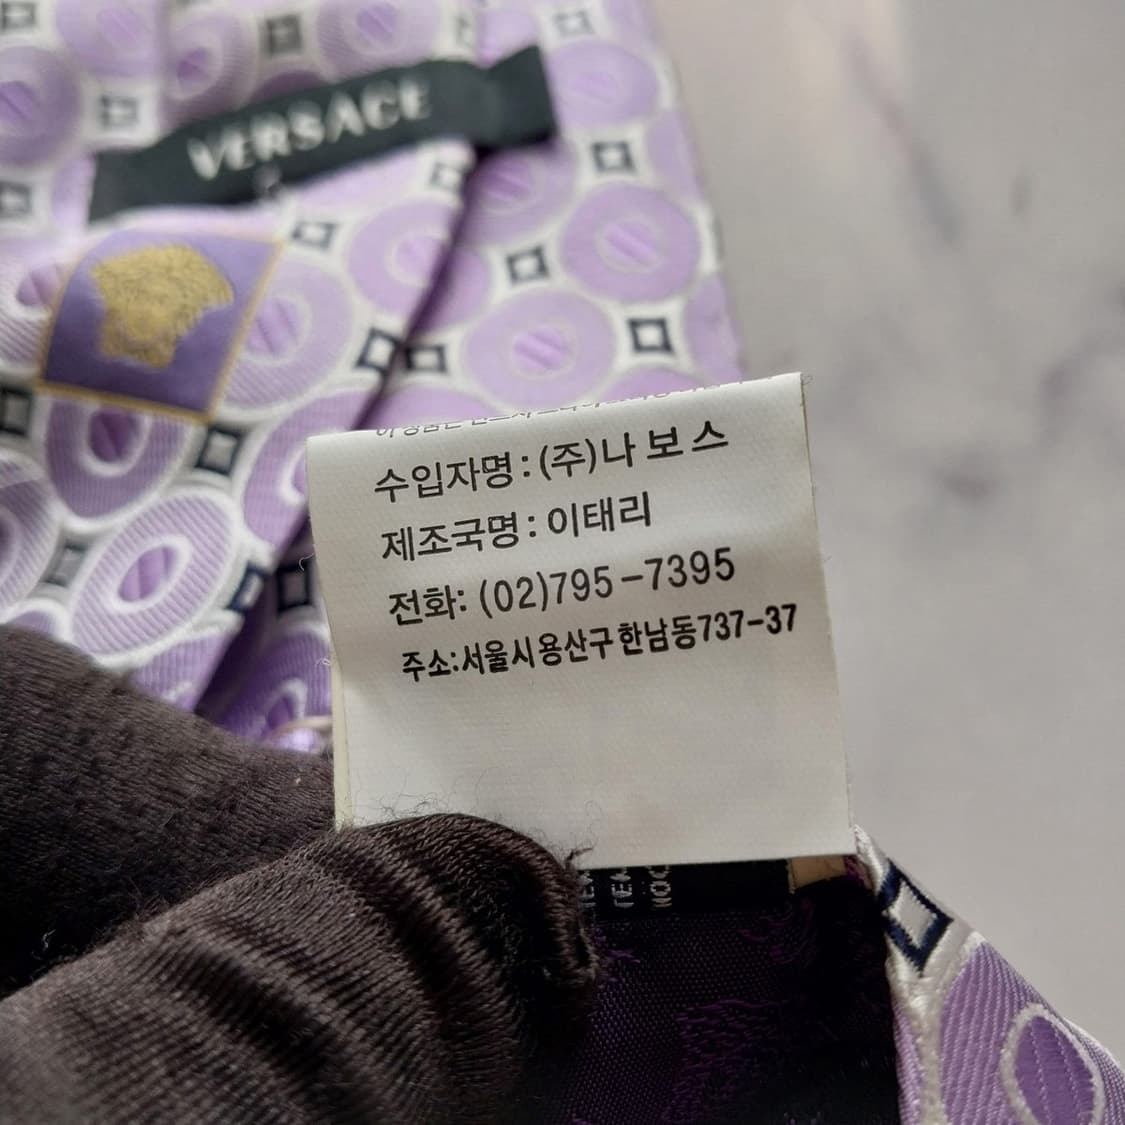 VERSACE
수입자명 : (주)나 보 스
제조국명 : 이태리
전화: (02)795-7395
주소:서울시용산구한남동737-37